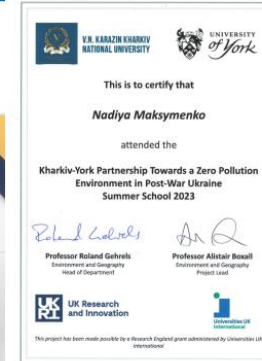 V.N. KARAZIN KHARKIV
NATIONAL UNIVERSITY
UNIVERSITY
of York
This is to certify that
Nadiya Maksymenko
attended the
Kharkiv-York Partnership Towards a Zero Pollution
Environment in Post-War Ukraine
Summer School 2023
Professor Roland Gehrels
Environment and Geography
Head of Department
Professor Alistair Boxall
Environment and Geography
Project Lead
UK
RI
UK Research
and Innovation
Universities UK
International
This project has been made possible by a Research England grant administered by Universities UK
International